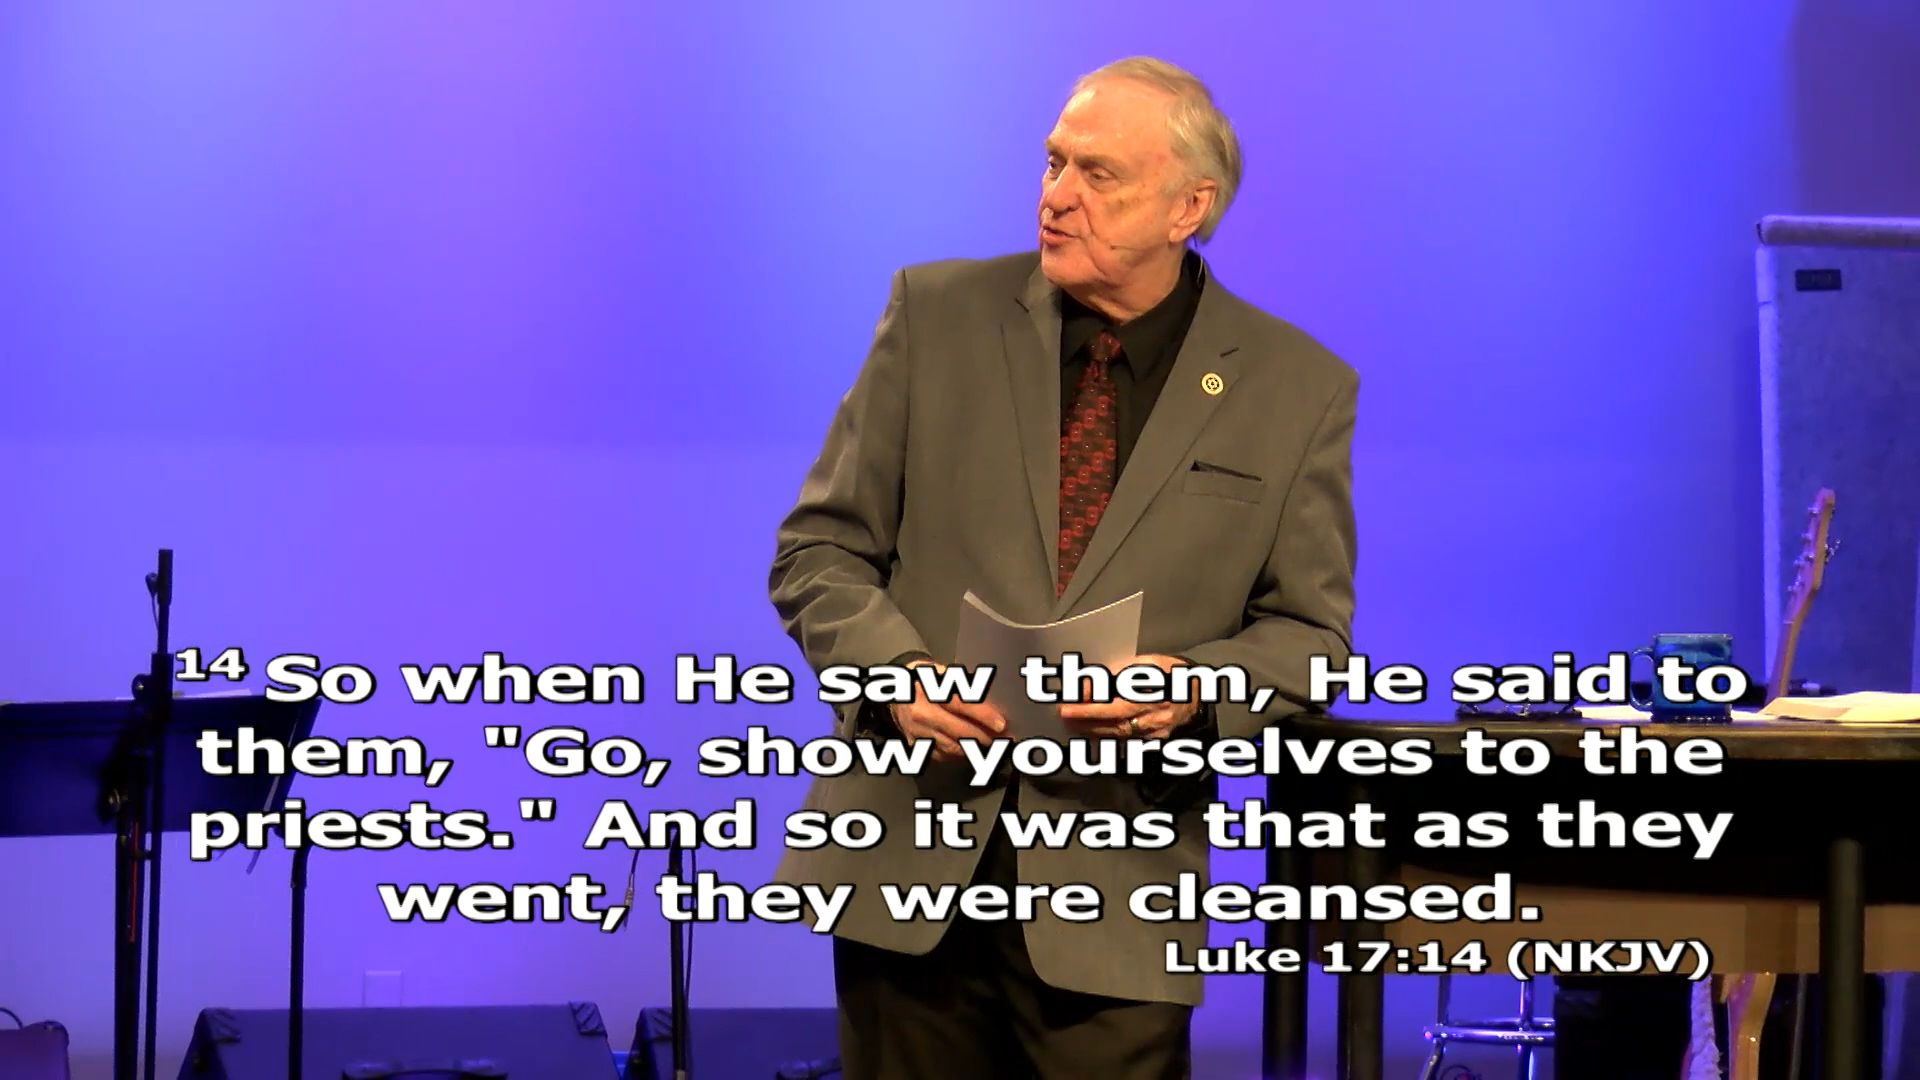 14 So when He saw them, He said to
them, "Go, show yourselves to the
priests." And so it was that as they
went, they were cleansed.
Luke 17:14 (NKJV)